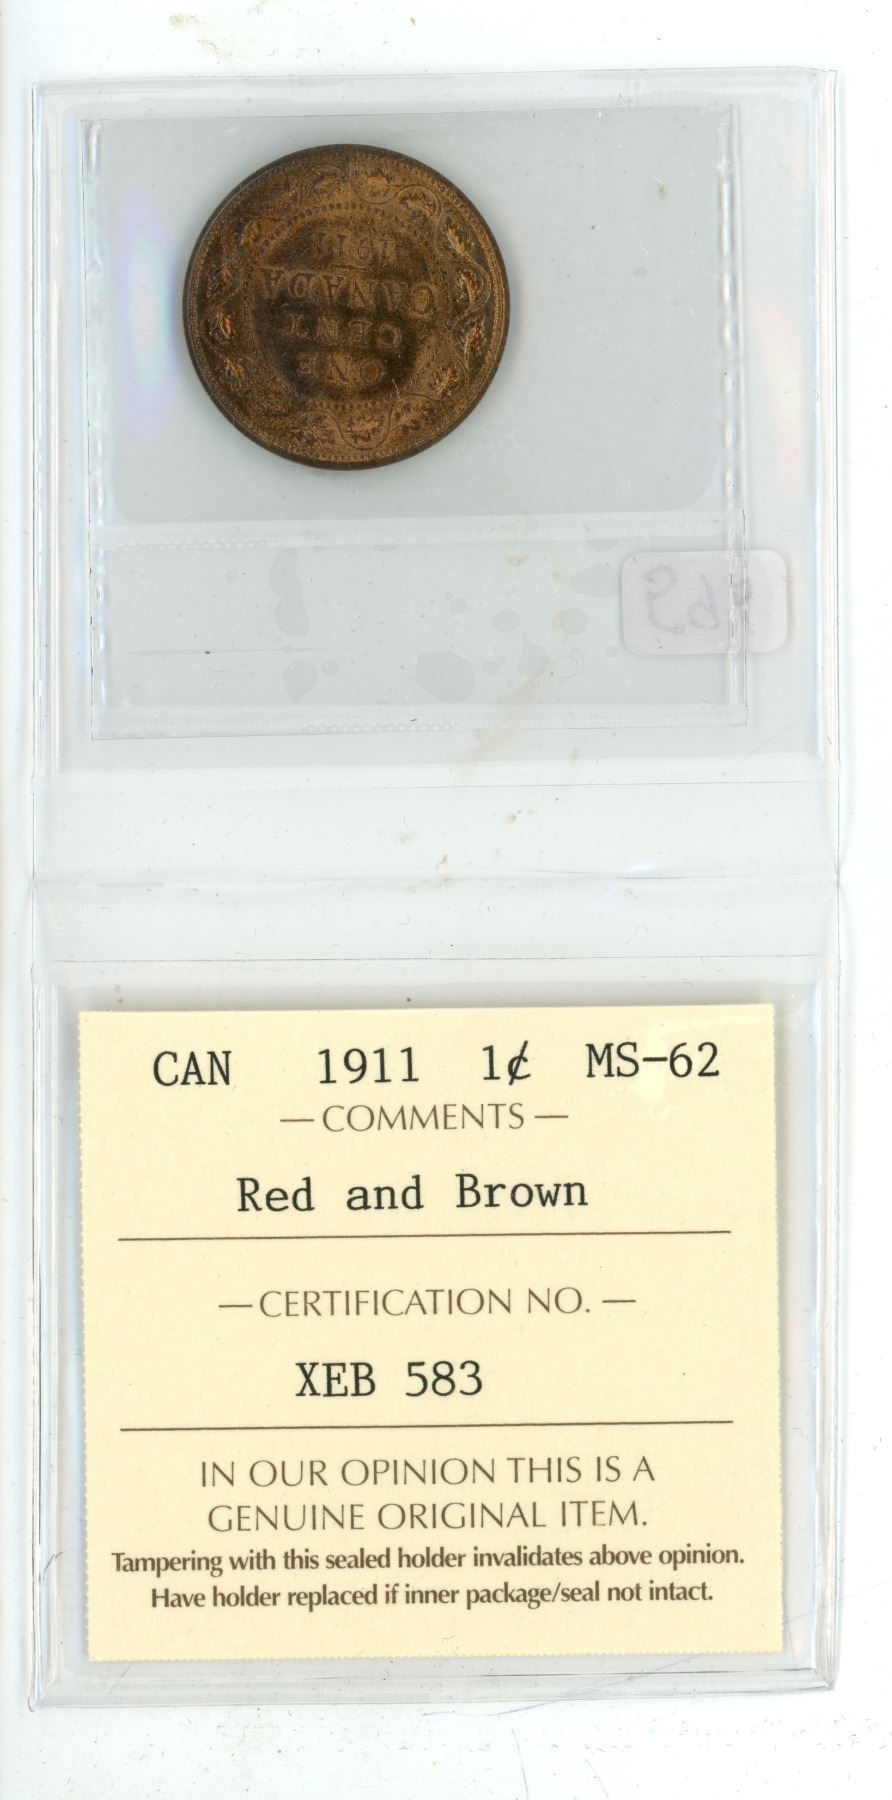 ONE
CENT
CANADA
1911
CAN 1911 1¢ MS-62
—COMMENTS—
Red and Brown
—CERTIFICATION NO.—
XEB 583
IN OUR OPINION THIS IS A
GENUINE ORIGINAL ITEM.
Tampering with this sealed holder invalidates above opinion.
Have holder replaced if inner package/seal not intact.